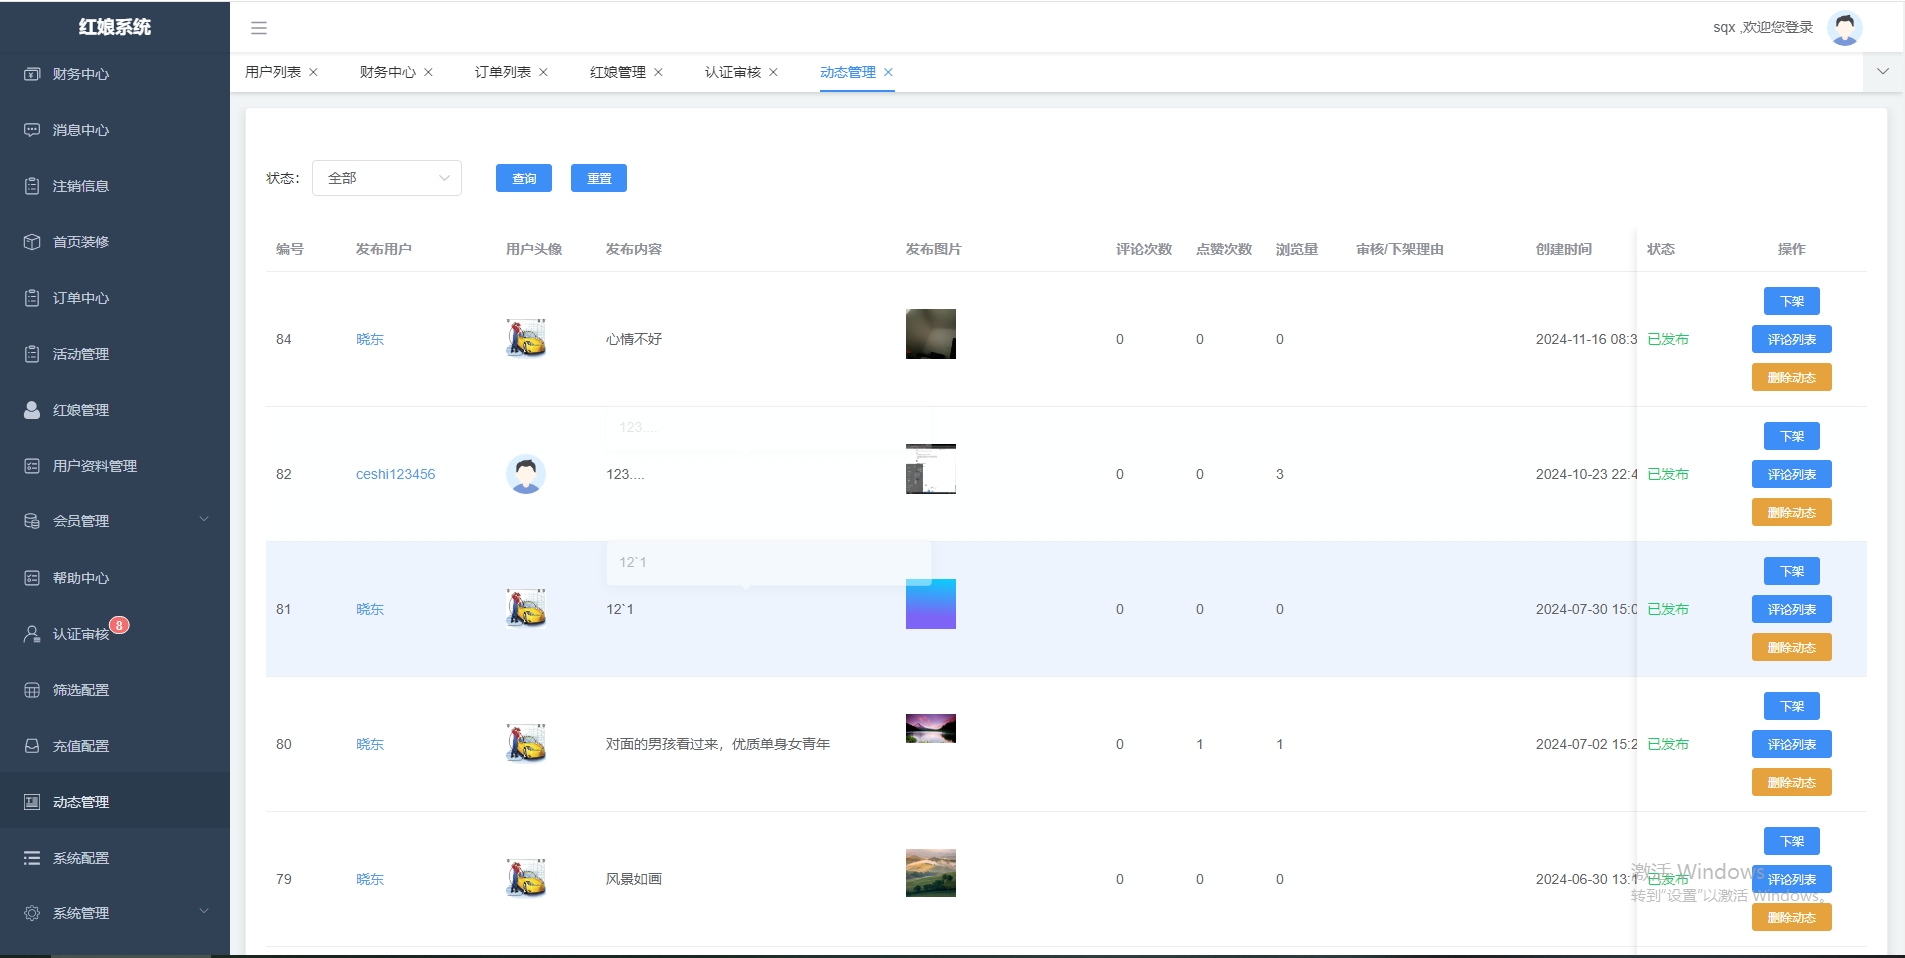 红娘系统
sqx ,欢迎您登录
财务中心
消息中心
注销信息
首页装修
订单中心
活动管理
红娘管理
用户资料管理
会员管理
帮助中心
认证审核 8
筛选配置
充值配置
动态管理
系统配置
系统管理
用户列表 财务中心 订单列表 红娘管理 认证审核 动态管理
状态: 全部 查询 重置
编号 发布用户 用户头像 发布内容 发布图片 评论次数 点赞次数 浏览量 审核/下架理由 创建时间 状态 操作
84 晓东 心情不好 0 0 0 2024-11-16 08:3 已发布 下架 评论列表 删除动态
123....
82 ceshi123456 123.... 0 0 3 2024-10-23 22:4 已发布 下架 评论列表 删除动态
12`1
81 晓东 12`1 0 0 0 2024-07-30 15:0 已发布 下架 评论列表 删除动态
80 晓东 对面的男孩看过来，优质单身女青年 0 1 1 2024-07-02 15:2 已发布 下架 评论列表 删除动态
79 晓东 风景如画 0 0 0 2024-06-30 13:1 已发布 下架 评论列表 删除动态
激活 Windows
转到“设置”以激活 Windows。